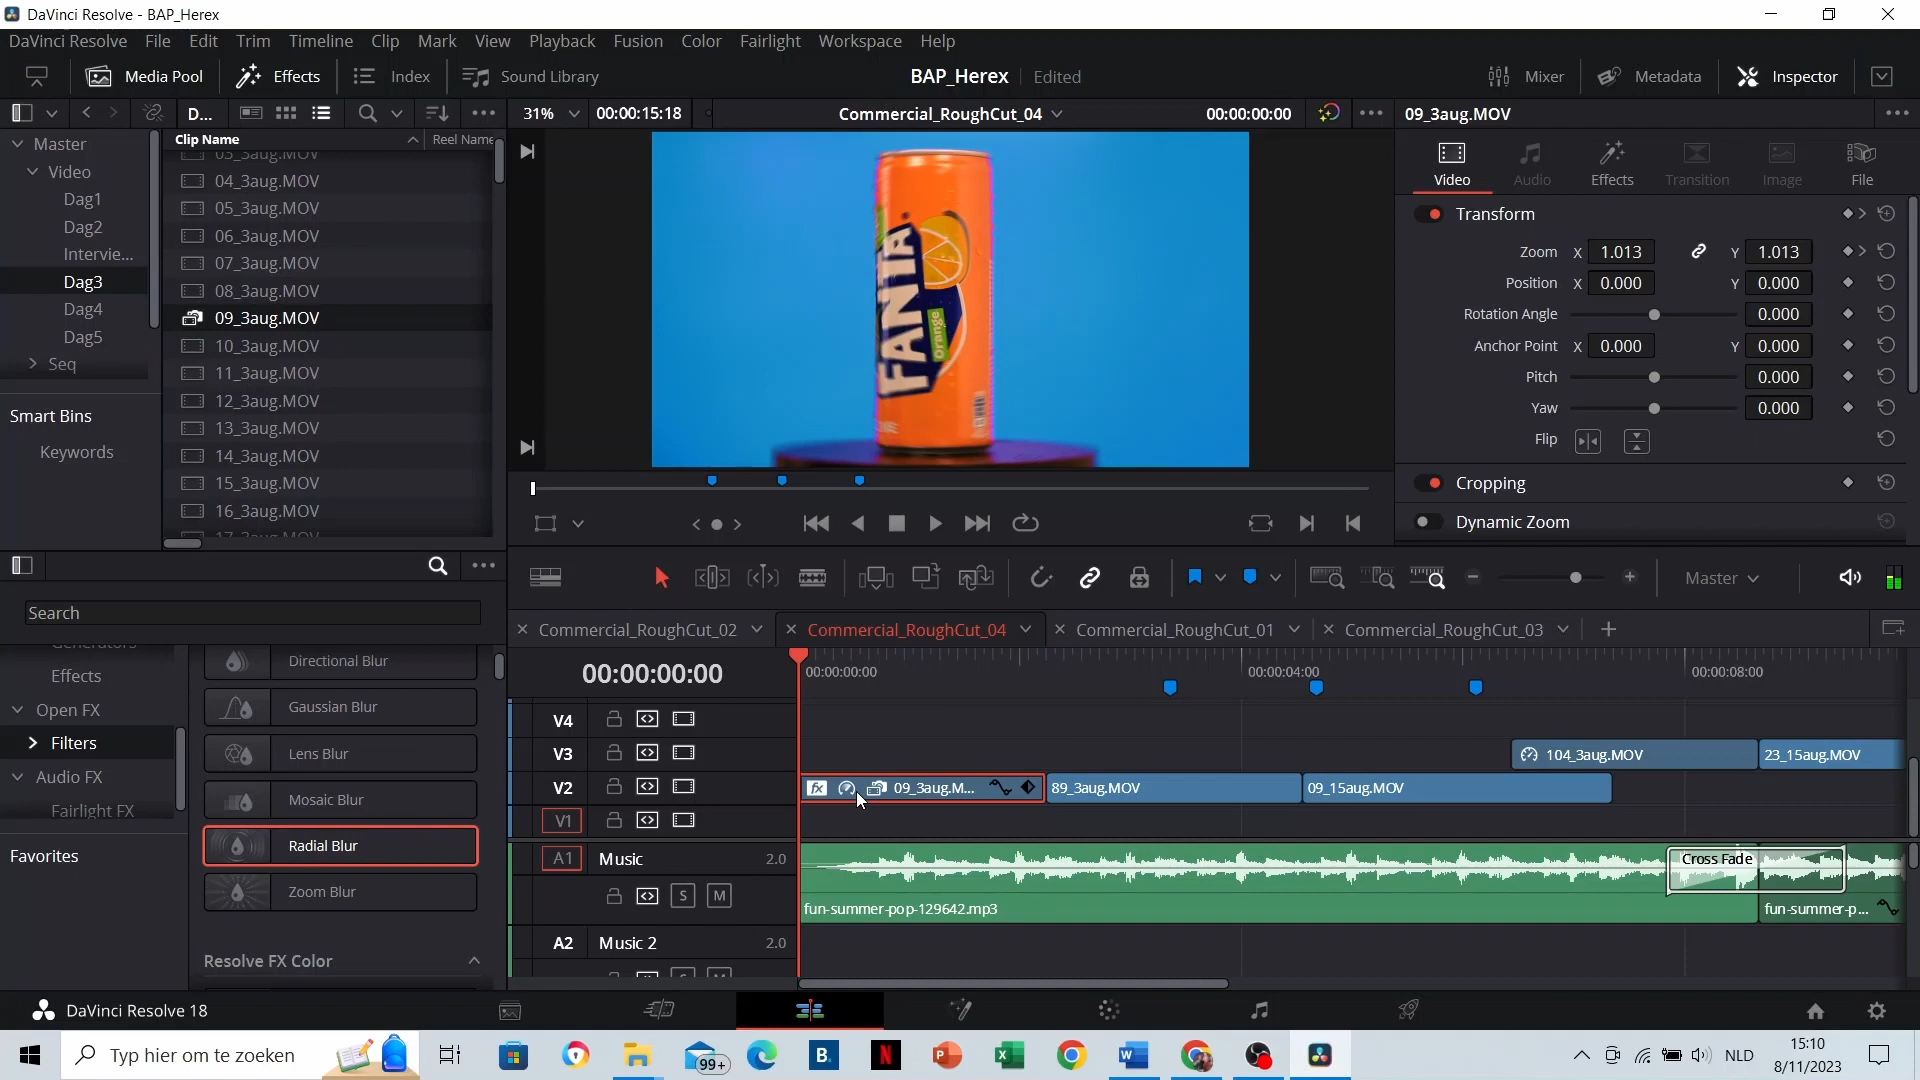 DaVinci Resolve - BAP_Herex
DaVinci Resolve File Edit Trim Timeline Clip Mark View Playback Fusion Color Fairlight Workspace Help
Media Pool Effects Index Sound Library BAP_Herex Edited Mixer Metadata Inspector
D... 31% 00:00:15:18 Commercial_RoughCut_04 00:00:00:00 09_3aug.MOV
Clip Name Reel Name
Master
Video
Dag1
Dag2
Intervie...
Dag3
Dag4
Dag5
Seq
Smart Bins
Keywords
03_3aug.MOV
04_3aug.MOV
05_3aug.MOV
06_3aug.MOV
07_3aug.MOV
08_3aug.MOV
09_3aug.MOV
10_3aug.MOV
11_3aug.MOV
12_3aug.MOV
13_3aug.MOV
14_3aug.MOV
15_3aug.MOV
16_3aug.MOV
17_3aug.MOV
FANTA
Orange
Video Audio Effects Transition Image File
Transform
Zoom X 1.013 Y 1.013
Position X 0.000 Y 0.000
Rotation Angle 0.000
Anchor Point X 0.000 Y 0.000
Pitch 0.000
Yaw 0.000
Flip
Cropping
Dynamic Zoom
Search
Generators
Effects
Open FX
Filters
Audio FX
Fairlight FX
Favorites
Directional Blur
Gaussian Blur
Lens Blur
Mosaic Blur
Radial Blur
Zoom Blur
Resolve FX Color
Master
Commercial_RoughCut_02 Commercial_RoughCut_04 Commercial_RoughCut_01 Commercial_RoughCut_03
00:00:00:00 00:00:00:00 00:00:04:00 00:00:08:00
V4
V3 104_3aug.MOV 23_15aug.MOV
V2 fx 09_3aug.M... 89_3aug.MOV 09_15aug.MOV
V1
A1 Music 2.0 Cross Fade
S M
fun-summer-pop-129642.mp3 fun-summer-p...
A2 Music 2 2.0
S M
DaVinci Resolve 18
Typ hier om te zoeken 99+ B. N P X W NLD 15:10
8/11/2023